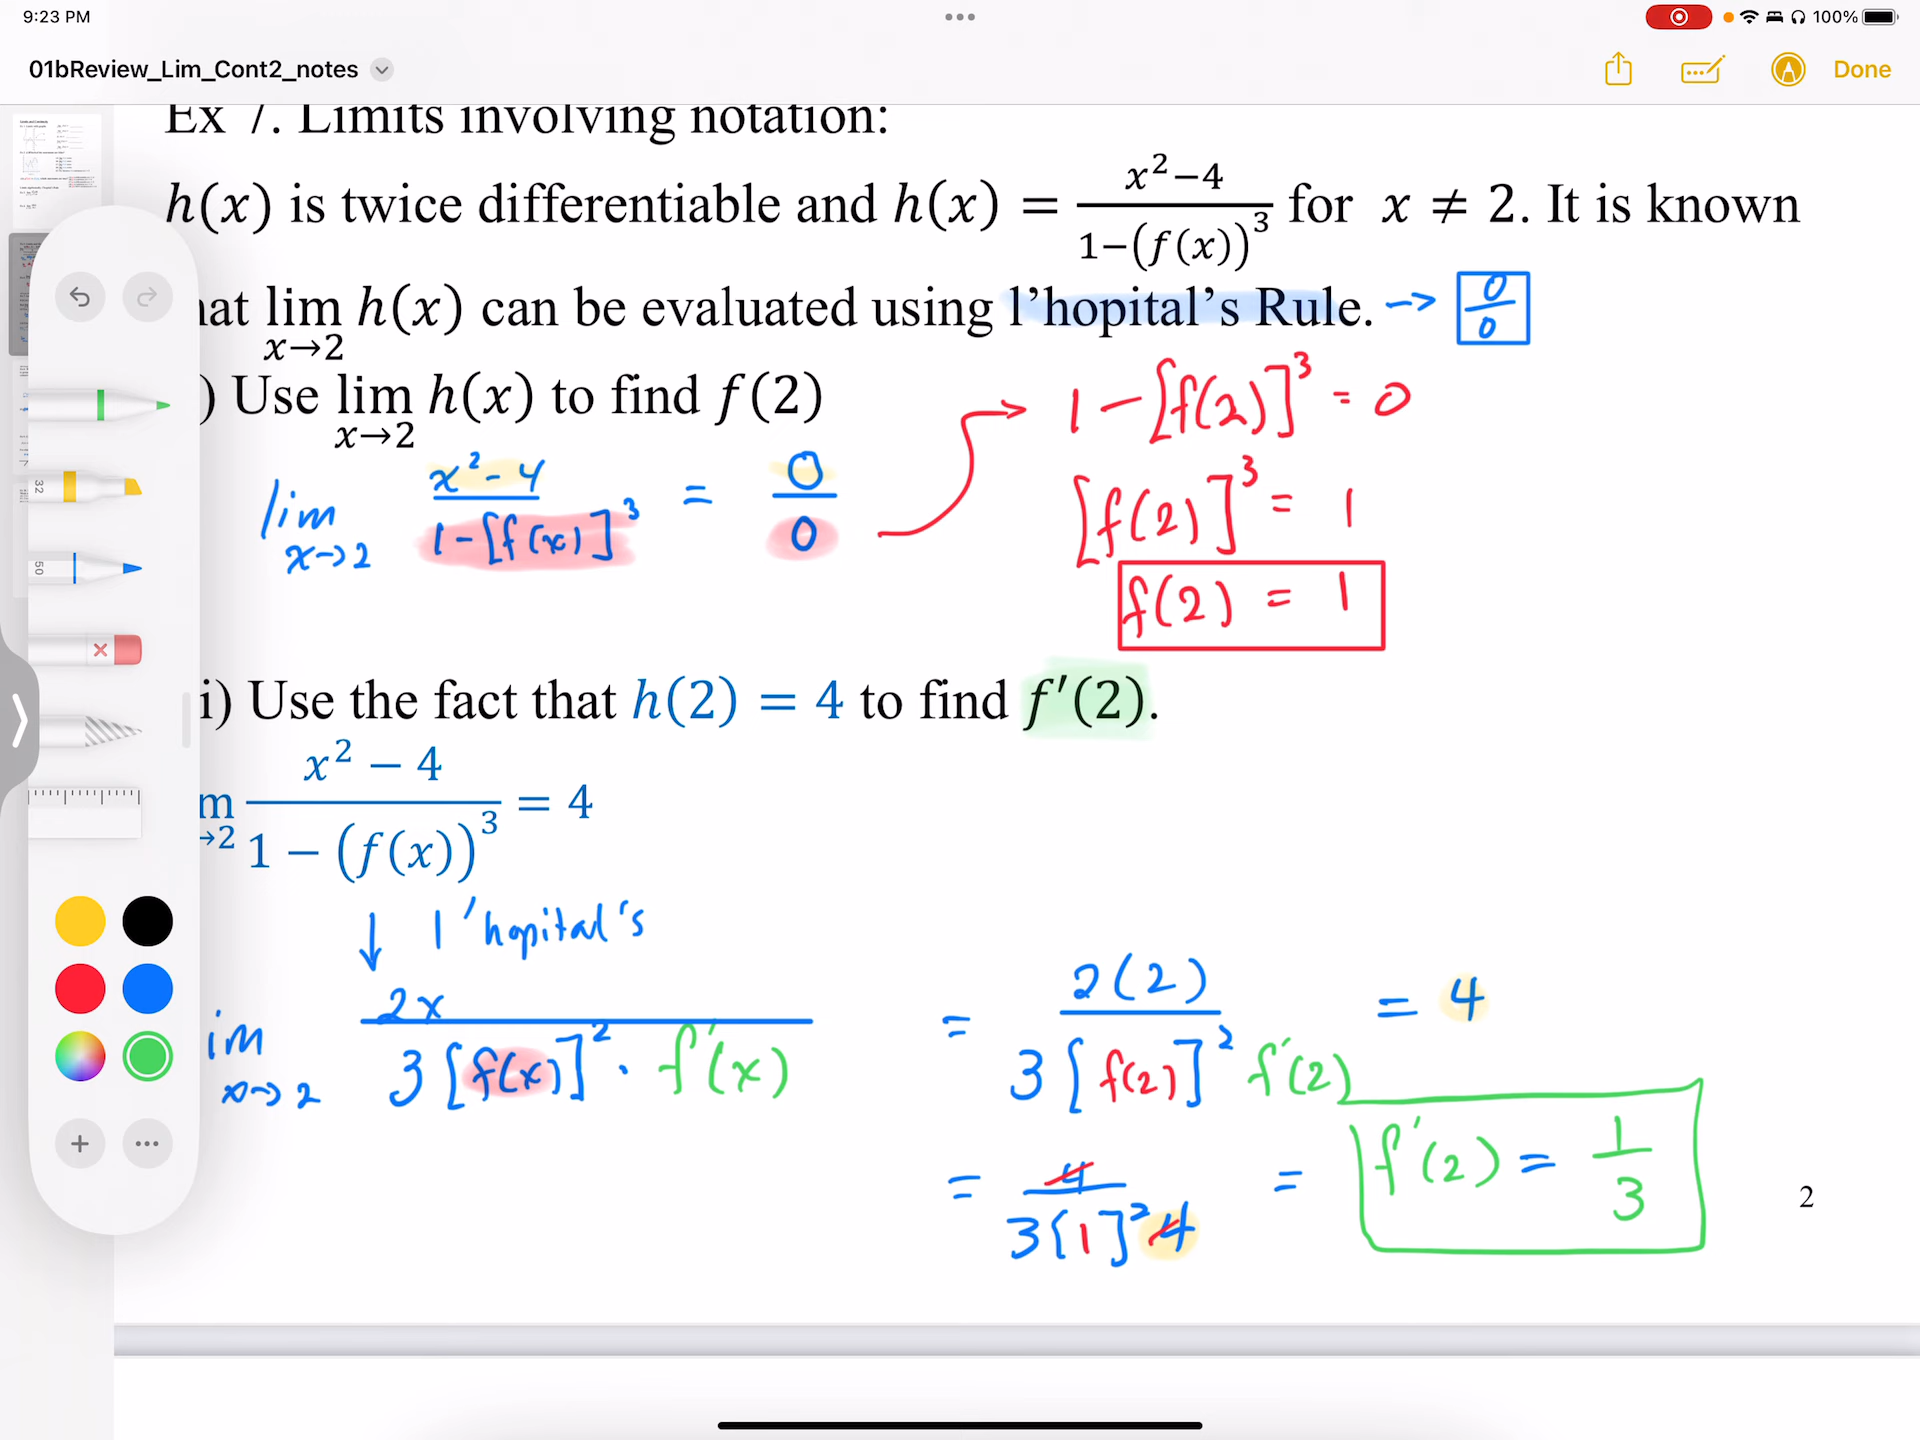 9:23 PM
100%
01bReview_Lim_Cont2_notes
Done
Ex 7. Limits involving notation:
h(x) is twice differentiable and h(x) = (x² − 4)/(1−(f(x))³) for x ≠ 2. It is known
hat lim x→2 h(x) can be evaluated using l'hopital's Rule. -> 0/0
) Use lim x→2 h(x) to find f(2)
lim x→2 (x² - 4)/(1 - [f(x)]³) = 0/0
1 - [f(2)]³ = 0
[f(2)]³ = 1
f(2) = 1
i) Use the fact that h(2) = 4 to find f′(2).
m →2 (x² − 4)/(1 − (f(x))³) = 4
↓ l'hopital's
im x→2 2x/(3[f(x)]² · f'(x)) = 2(2)/(3[f(2)]² f'(2)) = 4
= 4/(3[1]² 4) = f'(2) = 1/3
2
32
50